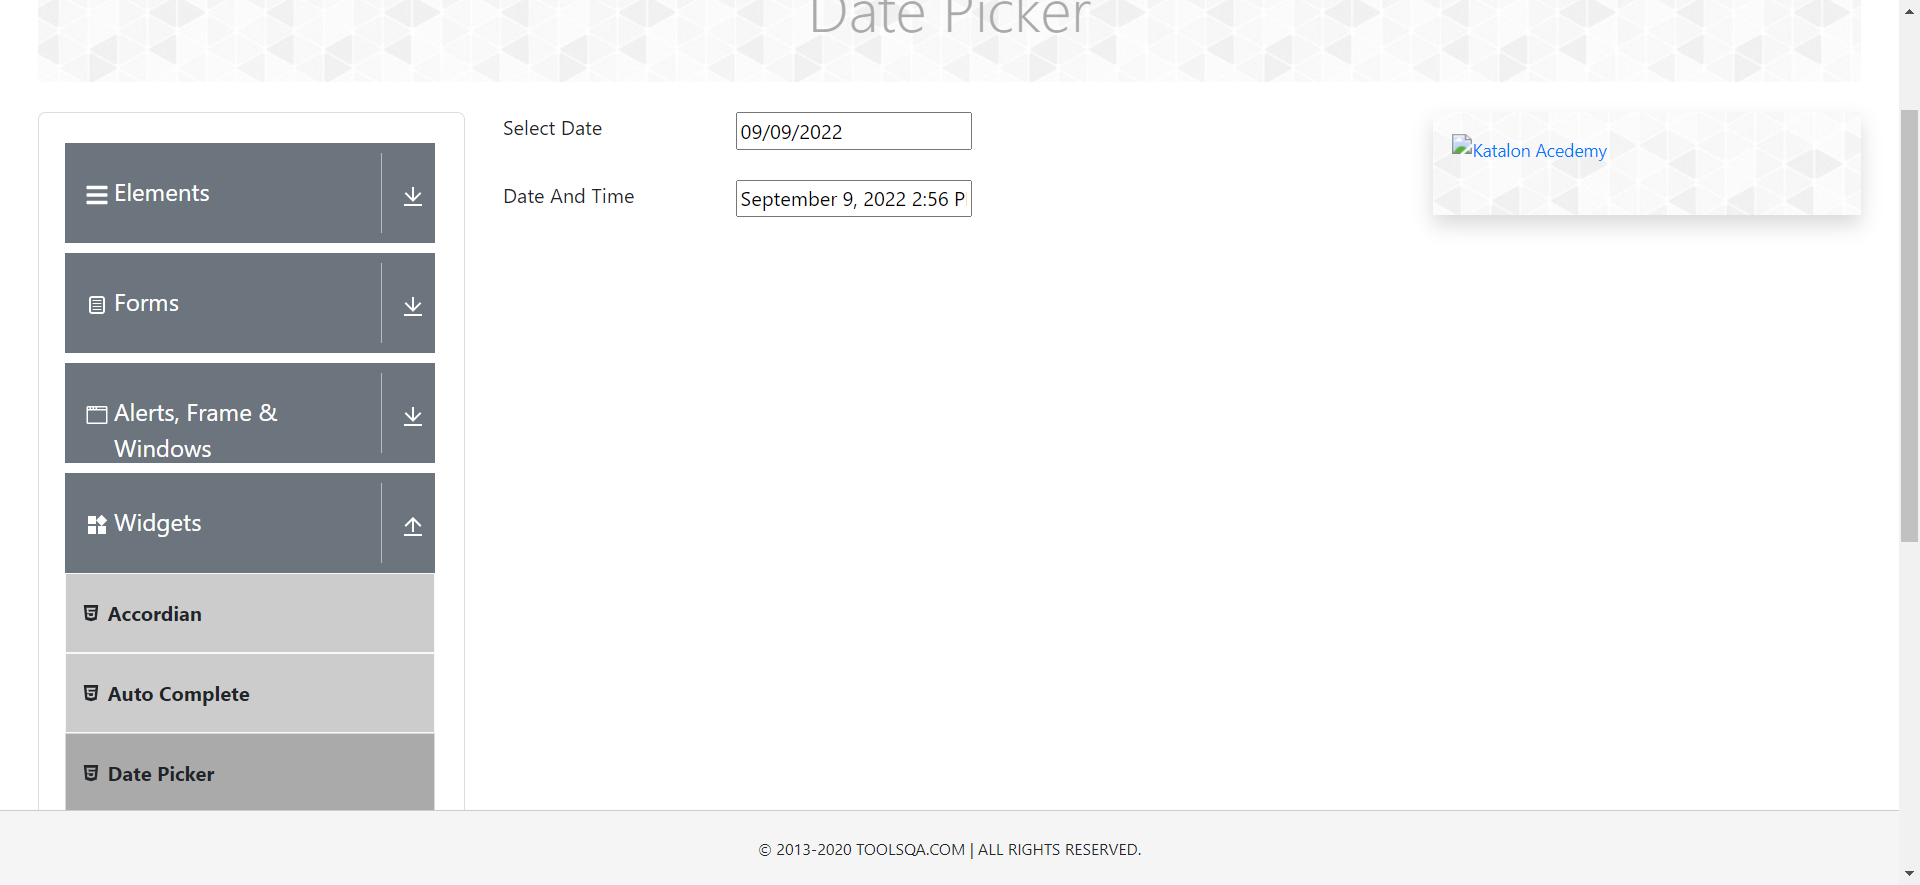 Date Picker
Select Date
09/09/2022
Katalon Acedemy
Date And Time
September 9, 2022 2:56 P
Elements
Forms
Alerts, Frame &
Windows
Widgets
Accordian
Auto Complete
Date Picker
© 2013-2020 TOOLSQA.COM | ALL RIGHTS RESERVED.